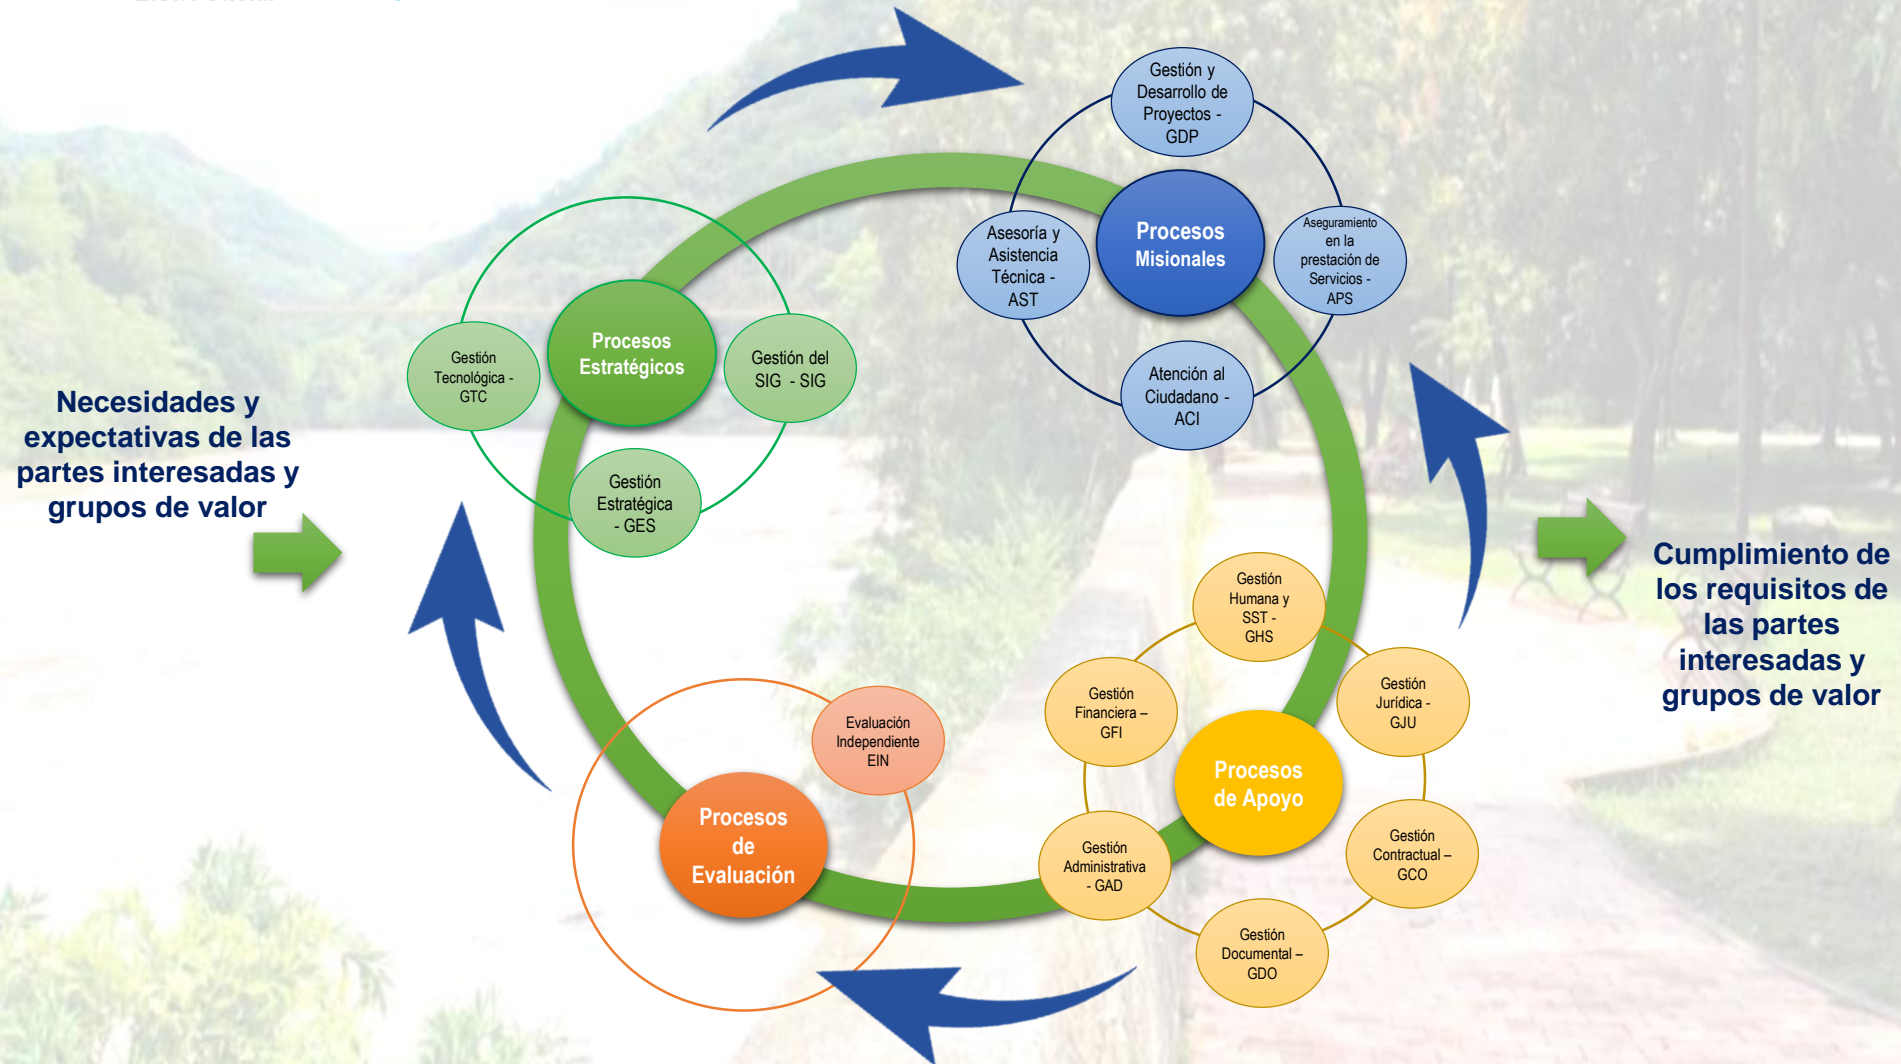 Necesidades y
expectativas de las
partes interesadas y
grupos de valor
Procesos
Estratégicos
Gestión
Tecnológica -
GTC
Gestión del
SIG - SIG
Gestión
Estratégica
- GES
Gestión y
Desarrollo de
Proyectos -
GDP
Procesos
Misionales
Asesoría y
Asistencia
Técnica -
AST
Aseguramiento
en la
prestación de
Servicios -
APS
Atención al
Ciudadano -
ACI
Gestión
Humana y
SST -
GHS
Gestión
Financiera –
GFI
Gestión
Jurídica -
GJU
Procesos
de Apoyo
Gestión
Administrativa
- GAD
Gestión
Contractual –
GCO
Gestión
Documental –
GDO
Evaluación
Independiente
EIN
Procesos
de
Evaluación
Cumplimiento de
los requisitos de
las partes
interesadas y
grupos de valor